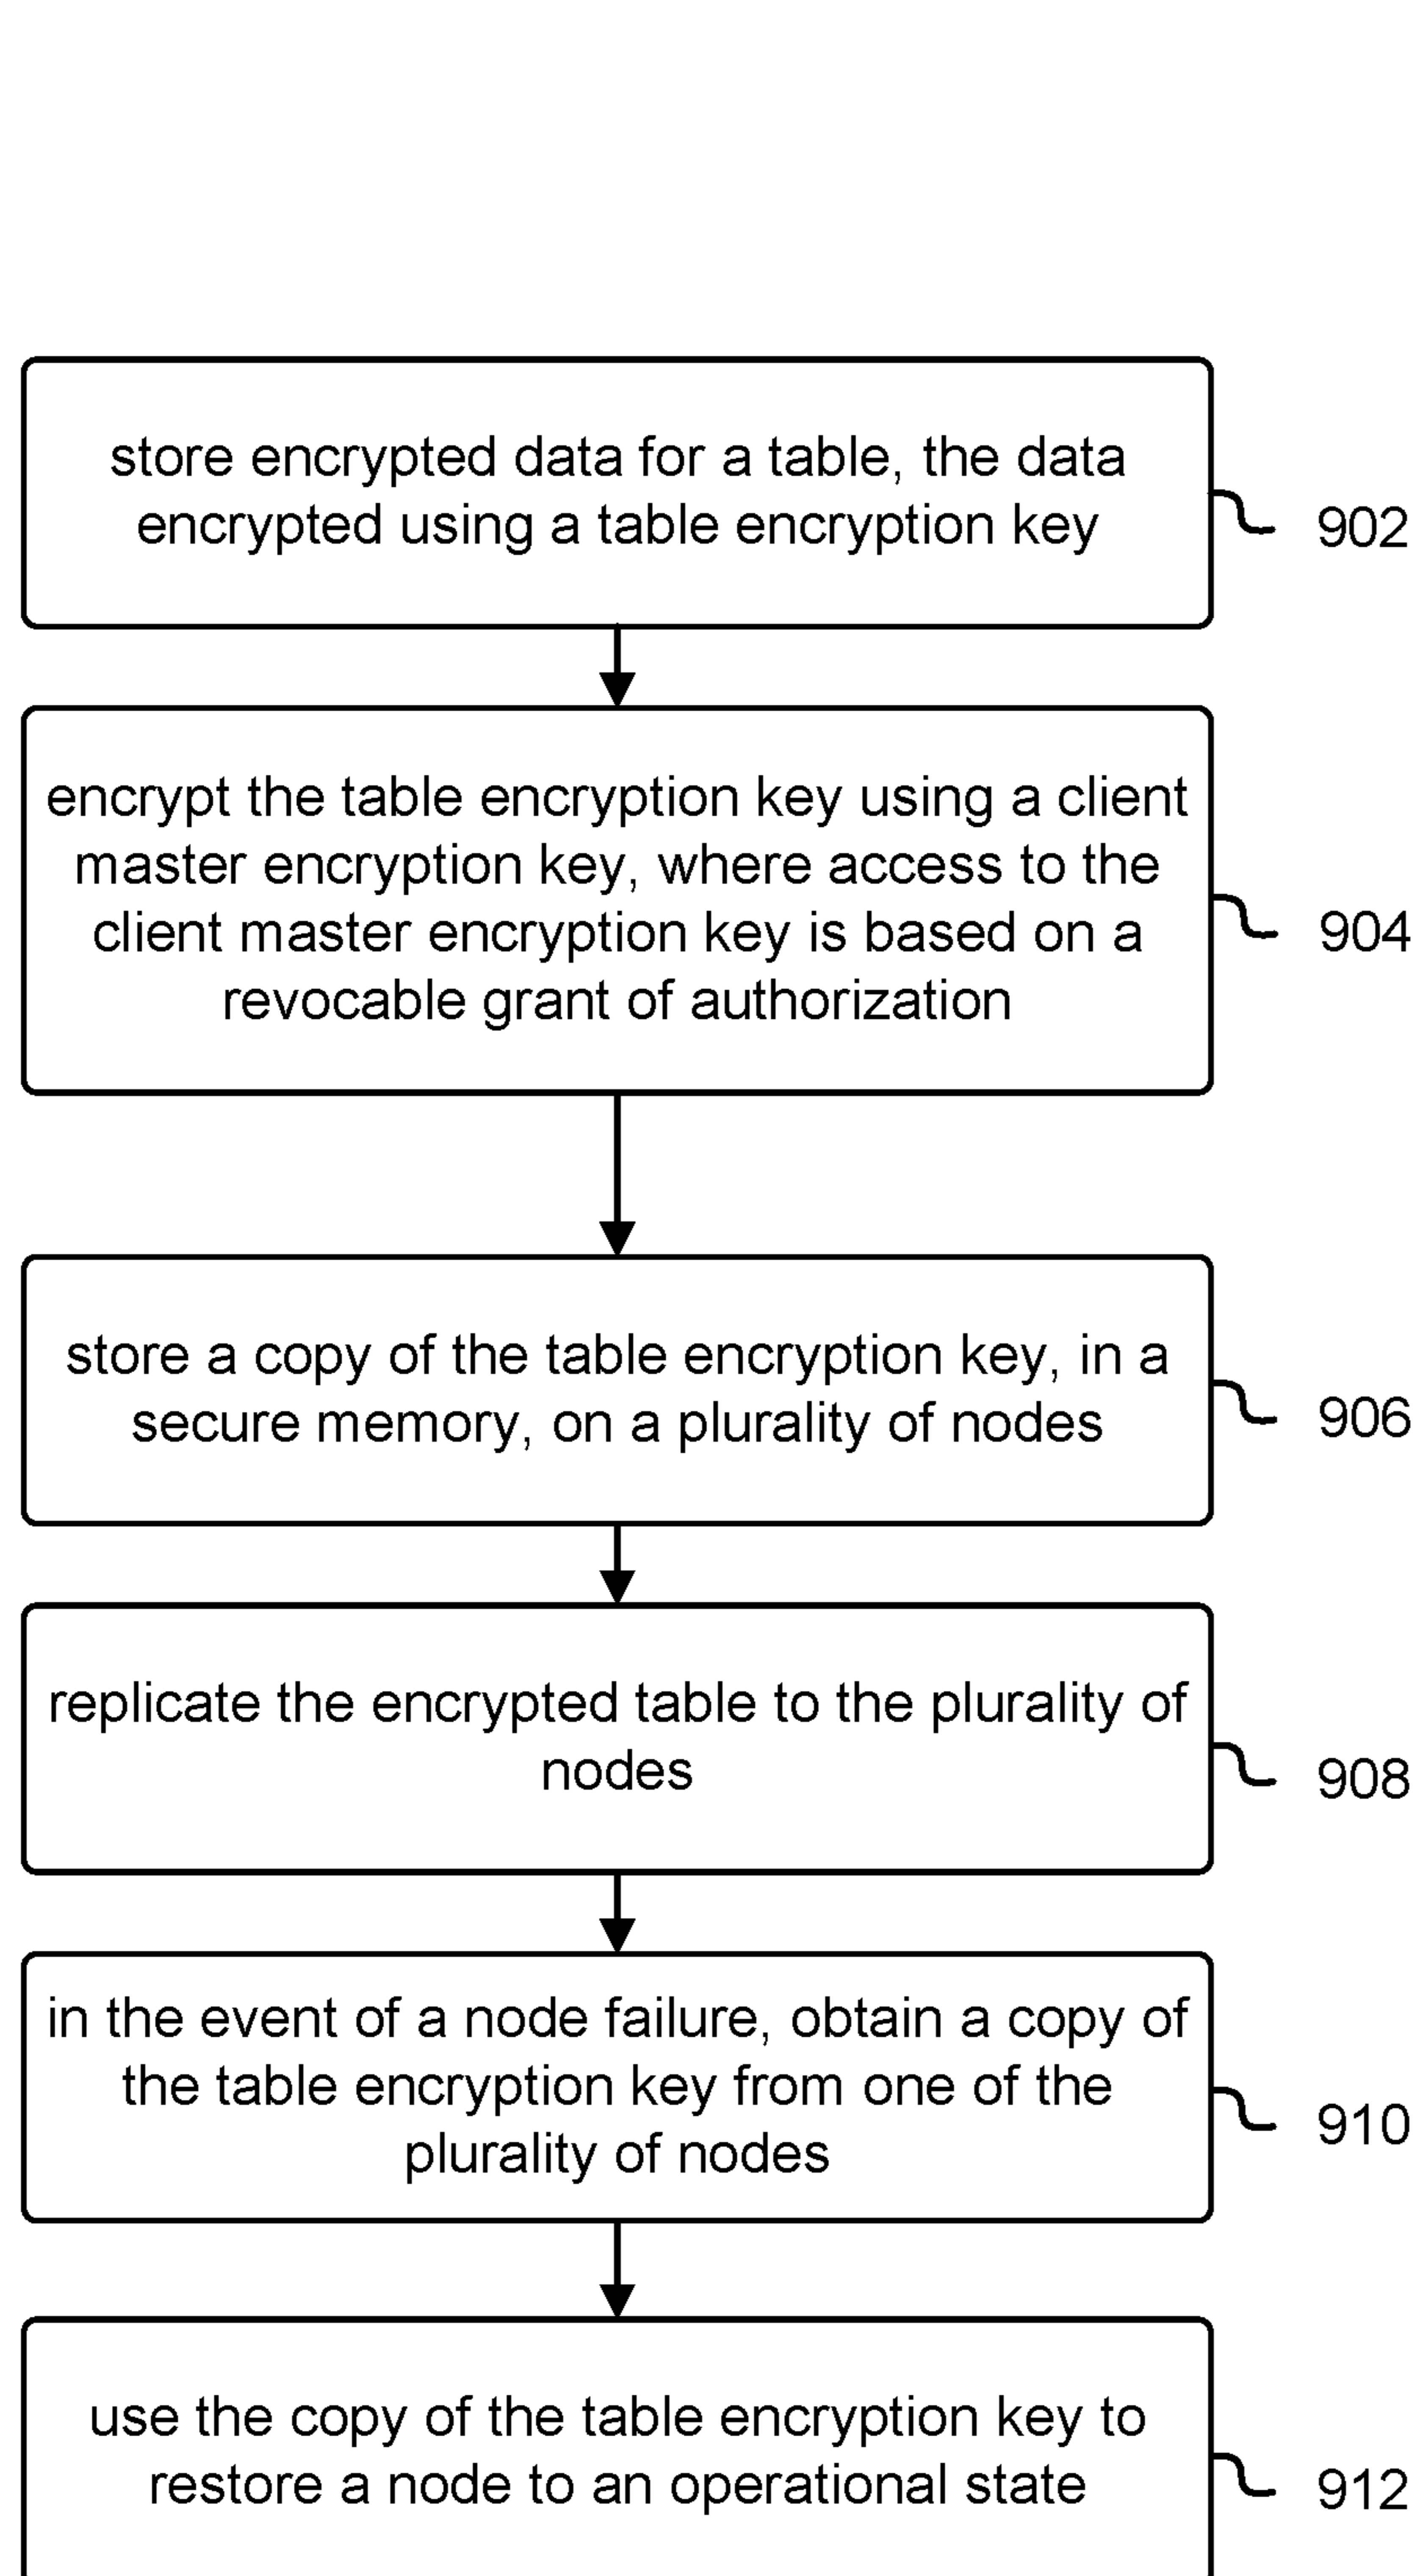 store encrypted data for a table, the data
encrypted using a table encryption key
902
encrypt the table encryption key using a client
master encryption key, where access to the
client master encryption key is based on a
revocable grant of authorization
904
store a copy of the table encryption key, in a
secure memory, on a plurality of nodes
906
replicate the encrypted table to the plurality of
nodes
908
in the event of a node failure, obtain a copy of
the table encryption key from one of the
plurality of nodes
910
use the copy of the table encryption key to
restore a node to an operational state
912